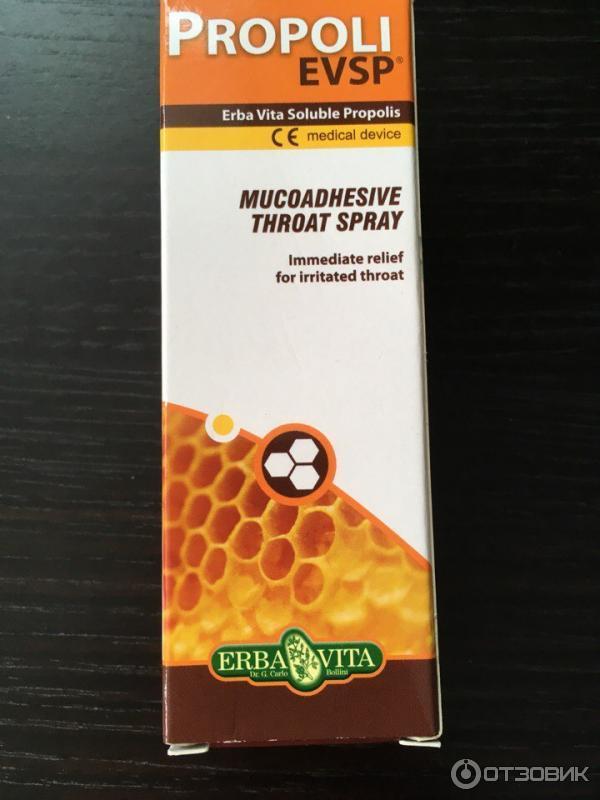 PROPOLI
EVSP®
Erba Vita Soluble Propolis
CE medical device
MUCOADHESIVE
THROAT SPRAY
Immediate relief
for irritated throat
ERBA VITA
Dr. G. Carlo Bollini
ОТЗОВИК